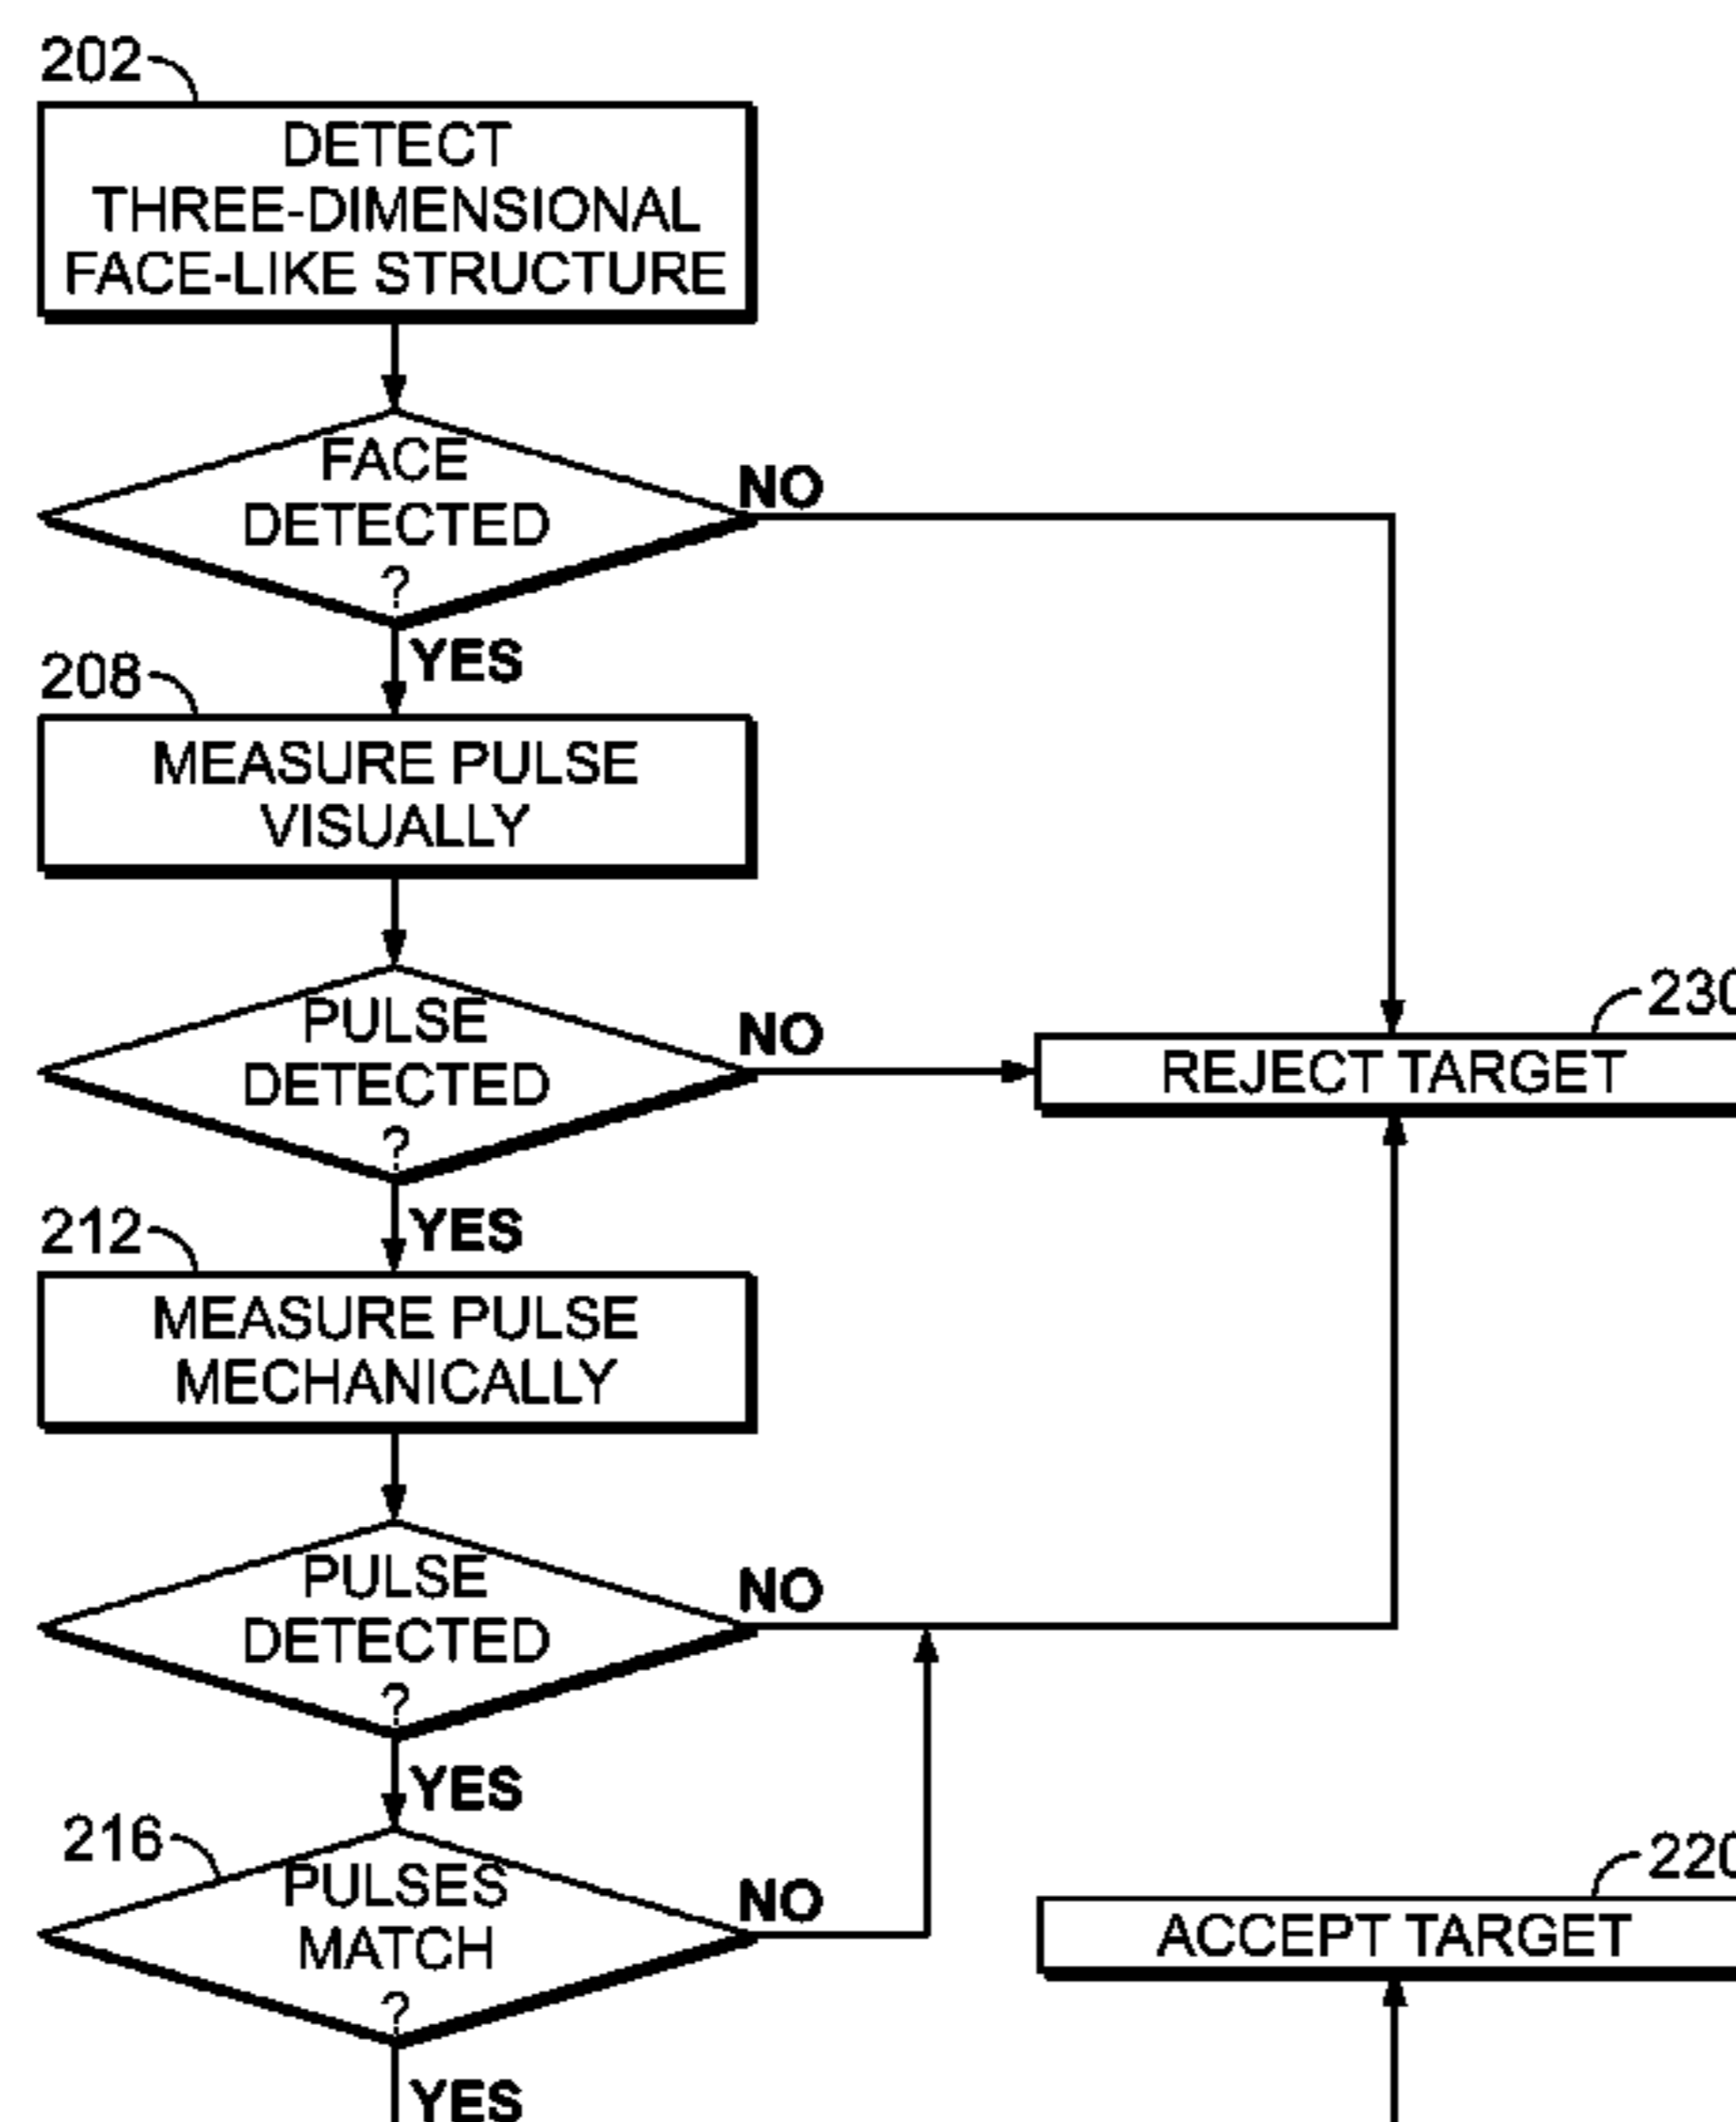 202
DETECT
THREE-DIMENSIONAL
FACE-LIKE STRUCTURE
FACE
DETECTED
?
NO
YES
208
MEASURE PULSE
VISUALLY
PULSE
DETECTED
?
NO
230
REJECT TARGET
YES
212
MEASURE PULSE
MECHANICALLY
PULSE
DETECTED
?
NO
YES
216
PULSES
MATCH
?
NO
220
ACCEPT TARGET
YES